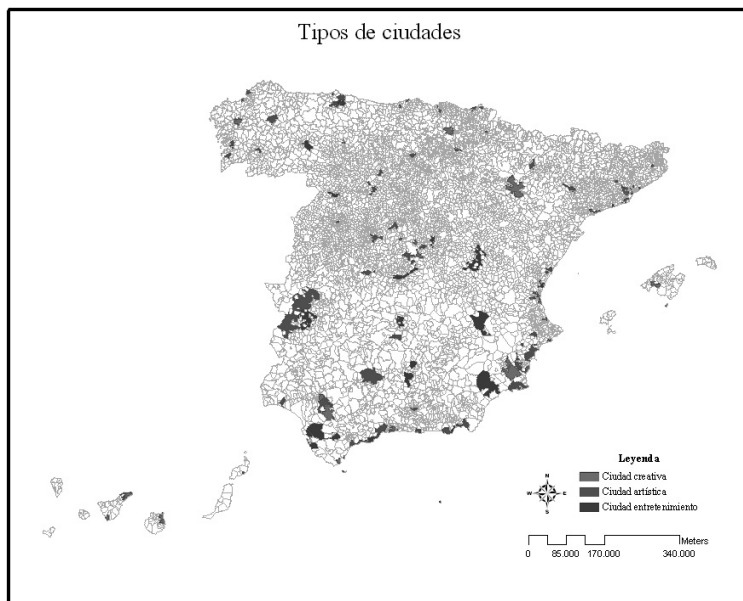 Tipos de ciudades
Leyenda
Ciudad creativa
Ciudad artística
Ciudad entretenimiento
N
W E
S
Meters
0 85.000 170.000 340.000